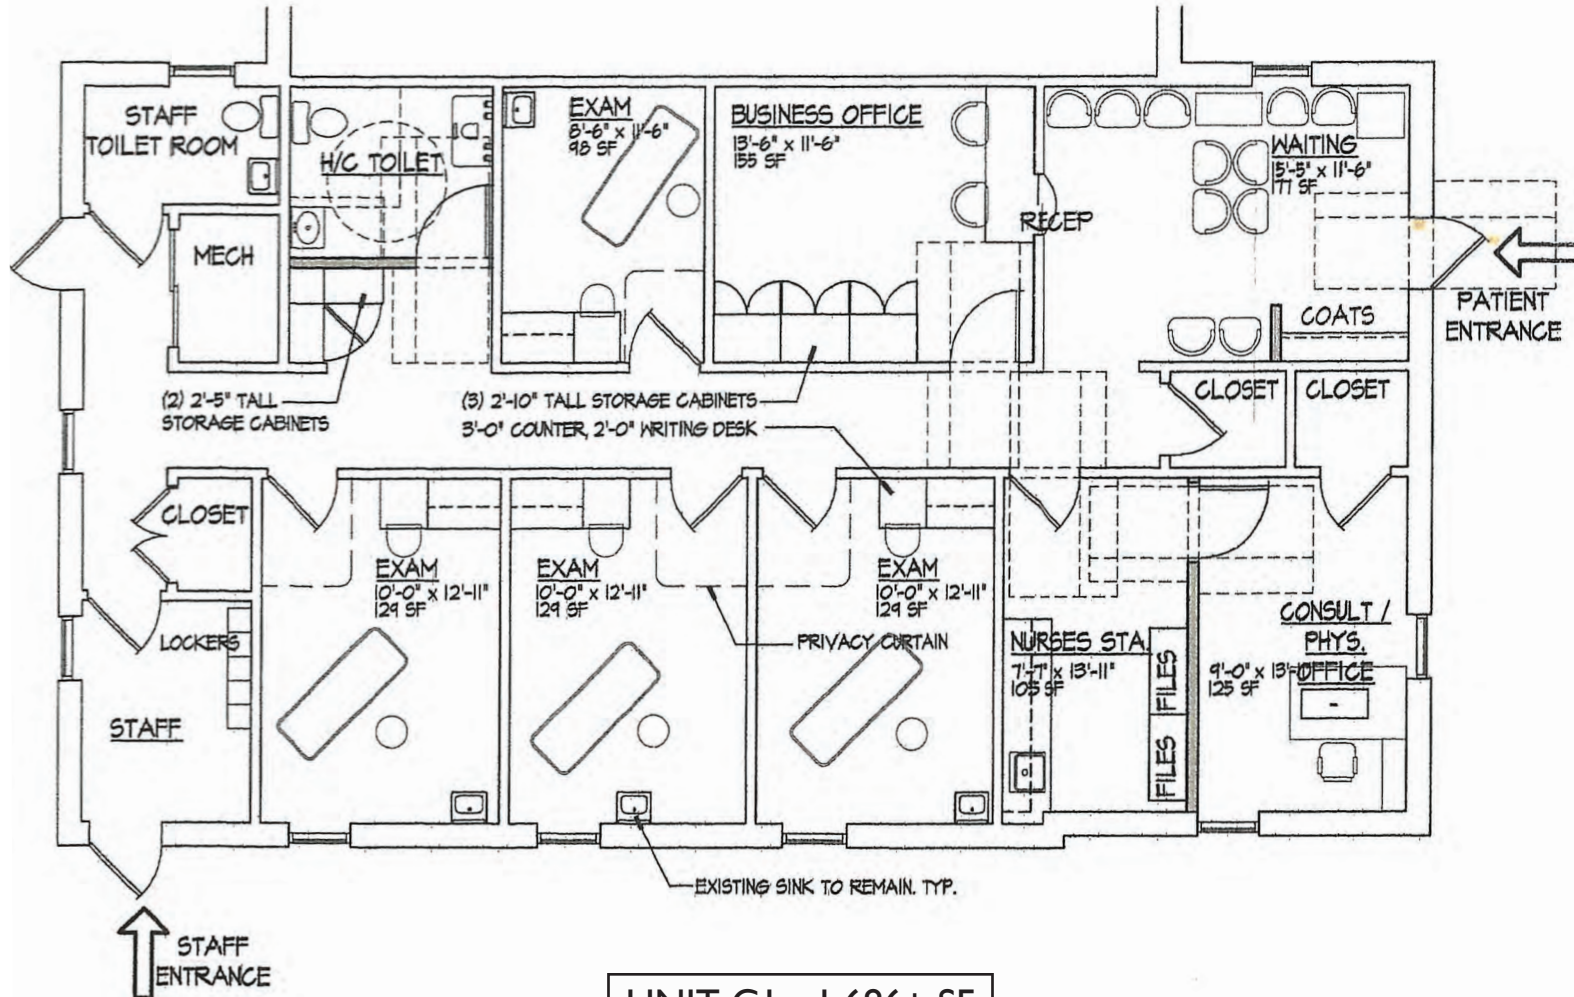 STAFF
TOILET ROOM
H/C TOILET
EXAM
8'-6" x 11'-6"
98 SF
BUSINESS OFFICE
13'-6" x 11'-6"
155 SF
WAITING
15'-5" x 11'-6"
177 SF
RECEP
MECH
COATS
PATIENT
ENTRANCE
(2) 2'-5" TALL
STORAGE CABINETS
(3) 2'-10" TALL STORAGE CABINETS
3'-0" COUNTER, 2'-0" WRITING DESK
CLOSET
CLOSET
CLOSET
EXAM
10'-0" x 12'-11"
129 SF
EXAM
10'-0" x 12'-11"
129 SF
EXAM
10'-0" x 12'-11"
129 SF
LOCKERS
PRIVACY CURTAIN
NURSES STA.
7'-7" x 13'-11"
105 SF
FILES
FILES
CONSULT /
PHYS.
OFFICE
9'-0" x 13'-
125 SF
STAFF
EXISTING SINK TO REMAIN. TYP.
STAFF
ENTRANCE